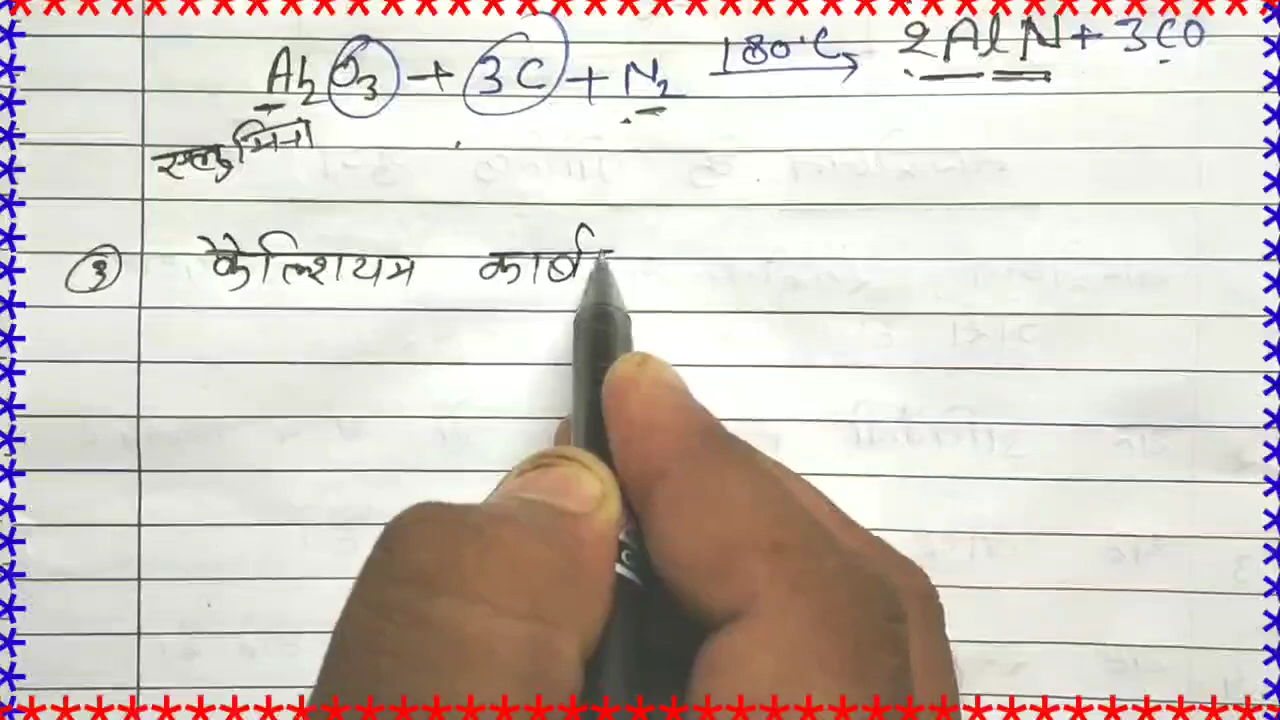 Al₂O₃ + 3C + N₂ 180°C → 2AlN + 3CO
एलुमिना
③ कैल्शियम कार्ब